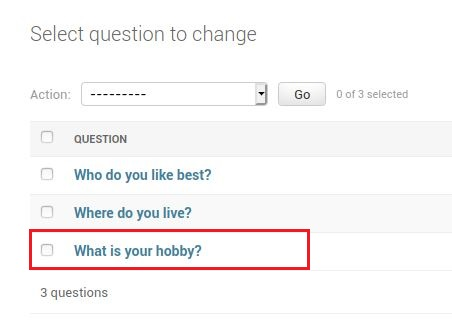 Select question to change
Action: --------- Go 0 of 3 selected
QUESTION
Who do you like best?
Where do you live?
What is your hobby?
3 questions